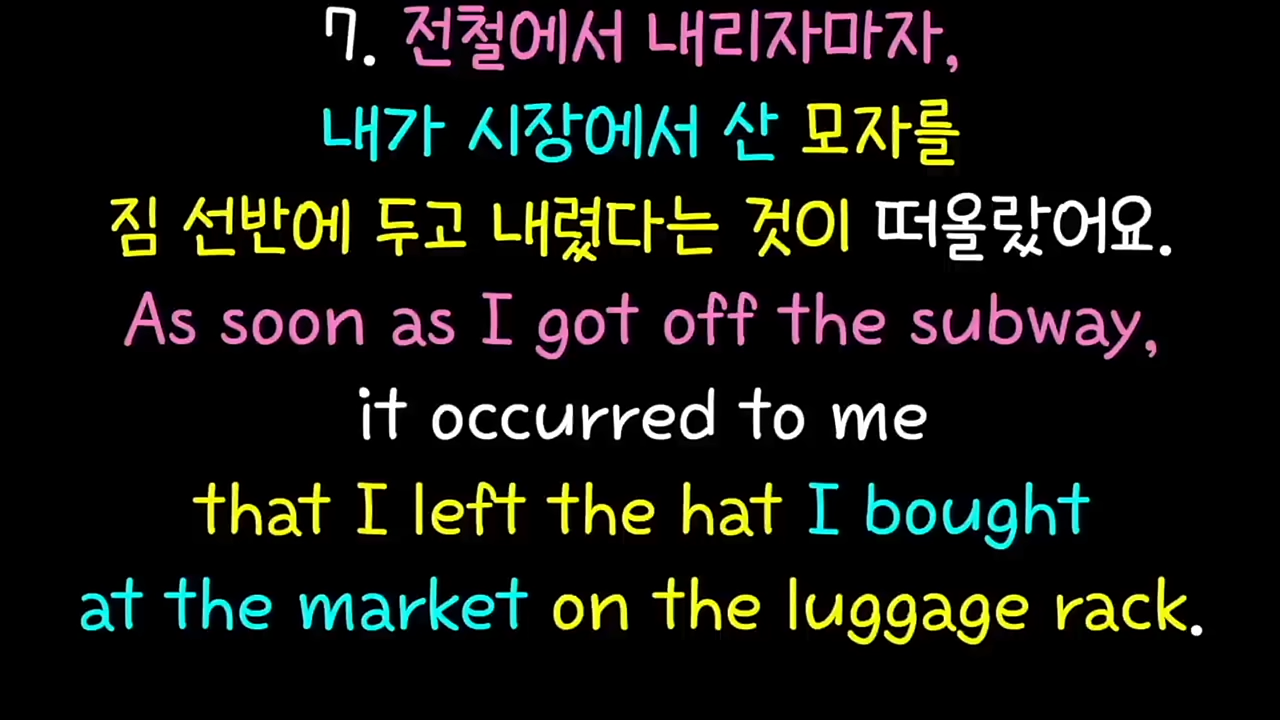 7. 전철에서 내리자마자,
내가 시장에서 산 모자를
짐 선반에 두고 내렸다는 것이 떠올랐어요.
As soon as I got off the subway,
it occurred to me
that I left the hat I bought
at the market on the luggage rack.